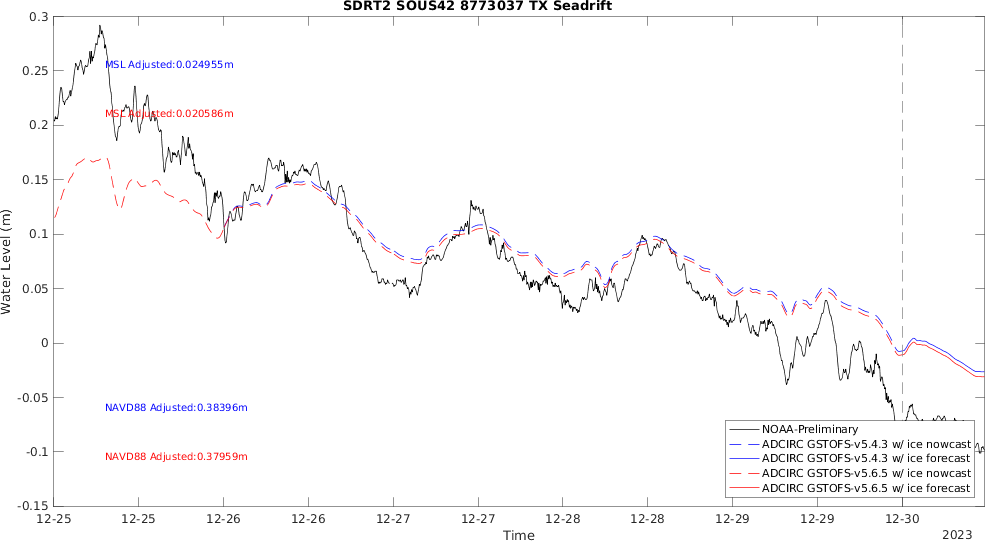 SDRT2 SOUS42 8773037 TX Seadrift
0.3
0.25
0.2
0.15
0.1
0.05
0
-0.05
-0.1
-0.15
Water Level (m)
MSL Adjusted:0.024955m
MSL Adjusted:0.020586m
NAVD88 Adjusted:0.38396m
NAVD88 Adjusted:0.37959m
NOAA-Preliminary
ADCIRC GSTOFS-v5.4.3 w/ ice nowcast
ADCIRC GSTOFS-v5.4.3 w/ ice forecast
ADCIRC GSTOFS-v5.6.5 w/ ice nowcast
ADCIRC GSTOFS-v5.6.5 w/ ice forecast
12-25 12-25 12-26 12-26 12-27 12-27 12-28 12-28 12-29 12-29 12-30
Time
2023